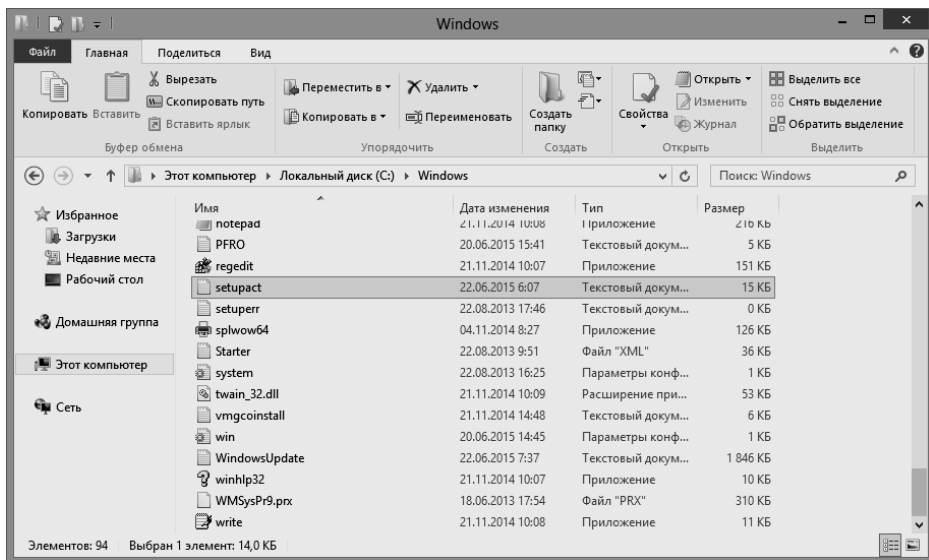 Windows
Файл Главная Поделиться Вид
Копировать Вставить Вырезать Скопировать путь Вставить ярлык Переместить в Копировать в Удалить Переименовать Создать папку Свойства Открыть Изменить Журнал Выделить все Снять выделение Обратить выделение
Буфер обмена Упорядочить Создать Открыть Выделить
Этот компьютер Локальный диск (C:) Windows Поиск: Windows
Избранное
Загрузки
Недавние места
Рабочий стол
Домашняя группа
Этот компьютер
Сеть
Имя Дата изменения Тип Размер
notepad 21.11.2014 10:08 Приложение 216 КБ
PFRO 20.06.2015 15:41 Текстовый докум... 5 КБ
regedit 21.11.2014 10:07 Приложение 151 КБ
setupact 22.06.2015 6:07 Текстовый докум... 15 КБ
setuperr 22.08.2013 17:46 Текстовый докум... 0 КБ
splwow64 04.11.2014 8:27 Приложение 126 КБ
Starter 22.08.2013 9:51 Файл "XML" 36 КБ
system 22.08.2013 16:25 Параметры конф... 1 КБ
twain_32.dll 21.11.2014 10:09 Расширение при... 53 КБ
vmgcoinstall 21.11.2014 14:48 Текстовый докум... 6 КБ
win 20.06.2015 14:45 Параметры конф... 1 КБ
WindowsUpdate 22.06.2015 7:37 Текстовый докум... 1 846 КБ
winhlp32 21.11.2014 10:07 Приложение 10 КБ
WMSysPr9.prx 18.06.2013 17:54 Файл "PRX" 310 КБ
write 21.11.2014 10:08 Приложение 11 КБ
Элементов: 94 Выбран 1 элемент: 14,0 КБ